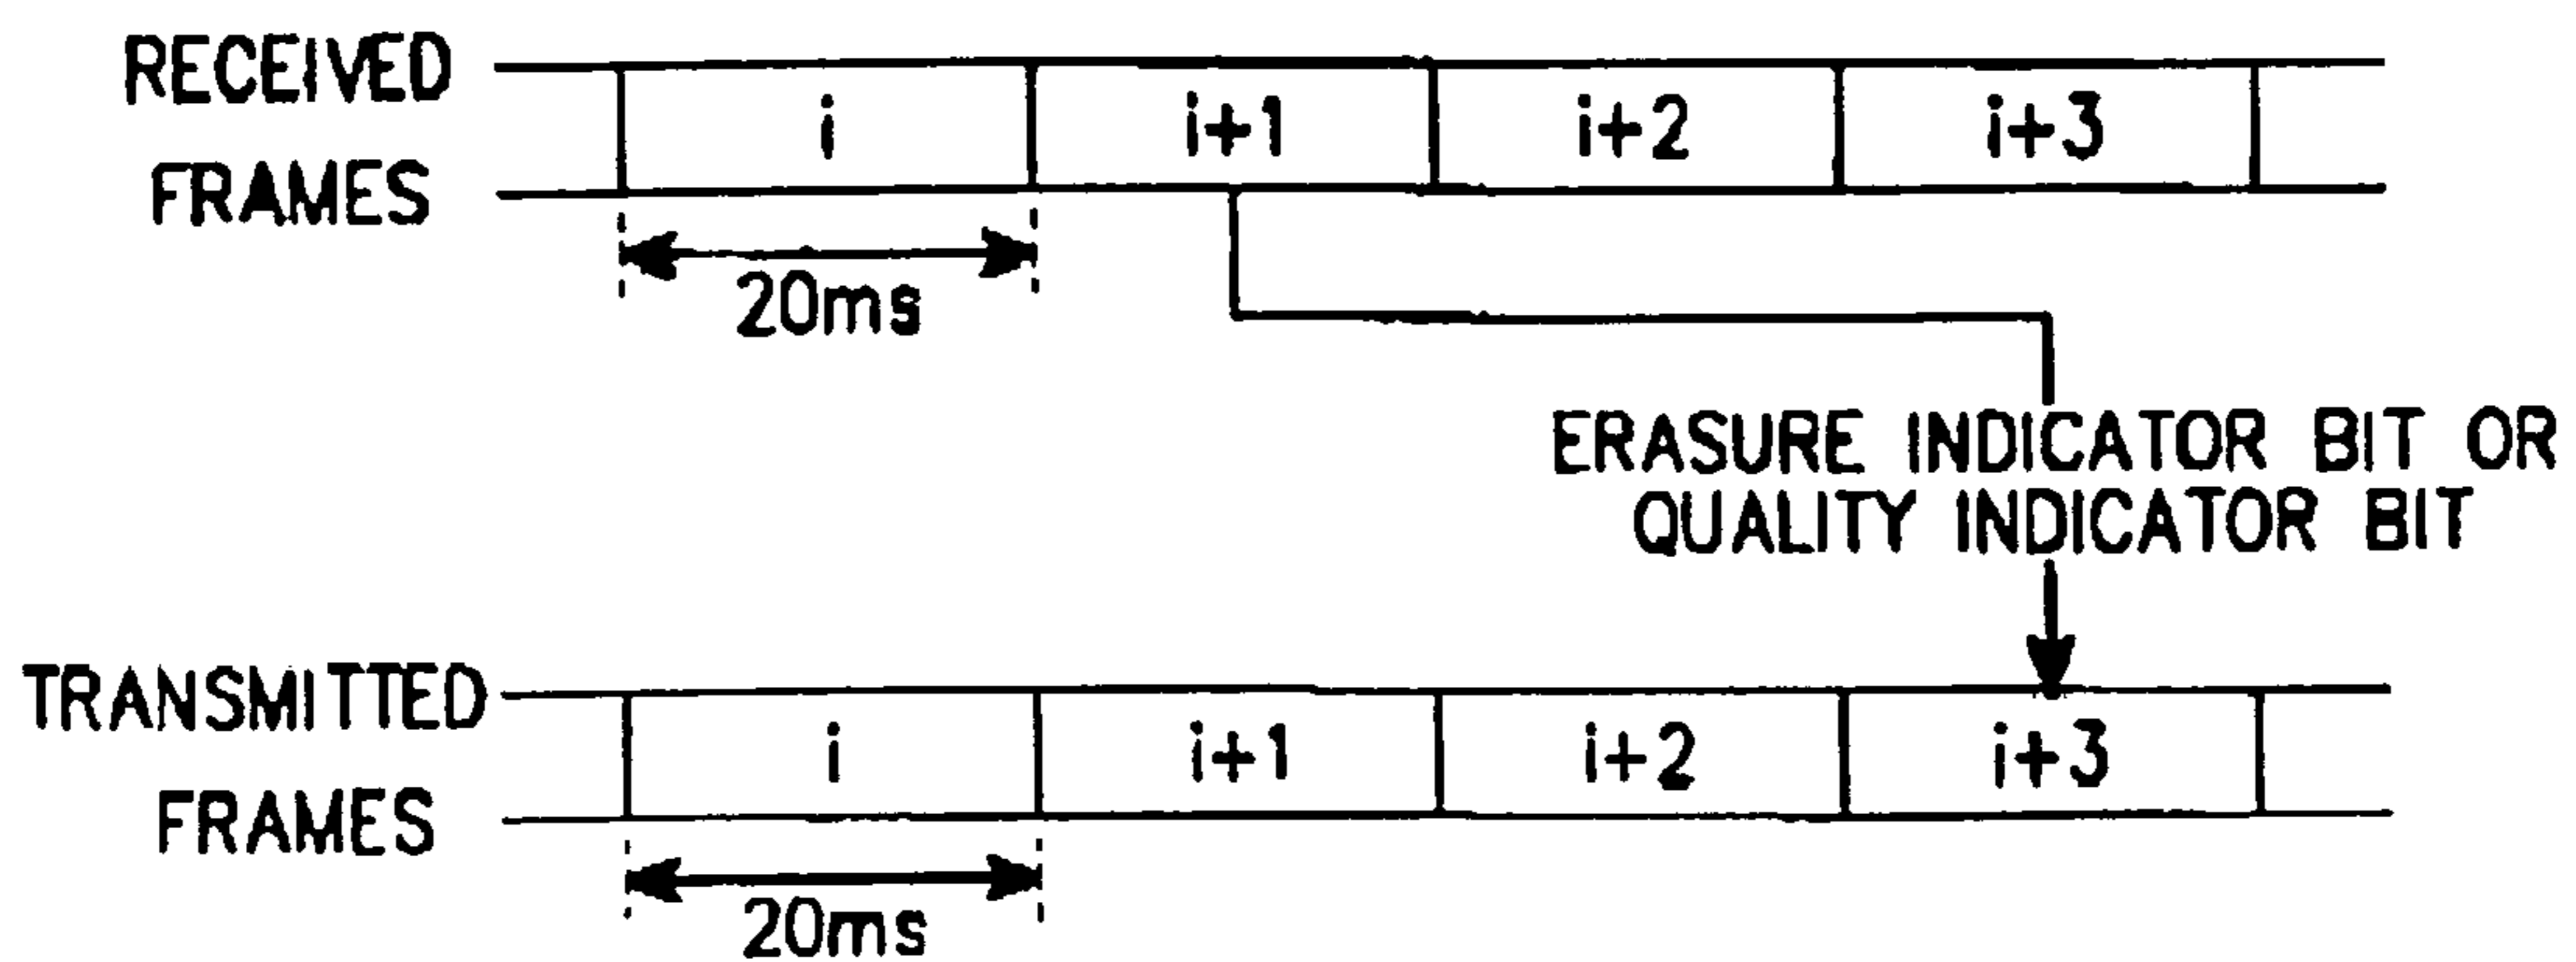 RECEIVED
FRAMES
i
i+1
i+2
i+3
20ms
ERASURE INDICATOR BIT OR
QUALITY INDICATOR BIT
TRANSMITTED
FRAMES
i
i+1
i+2
i+3
20ms